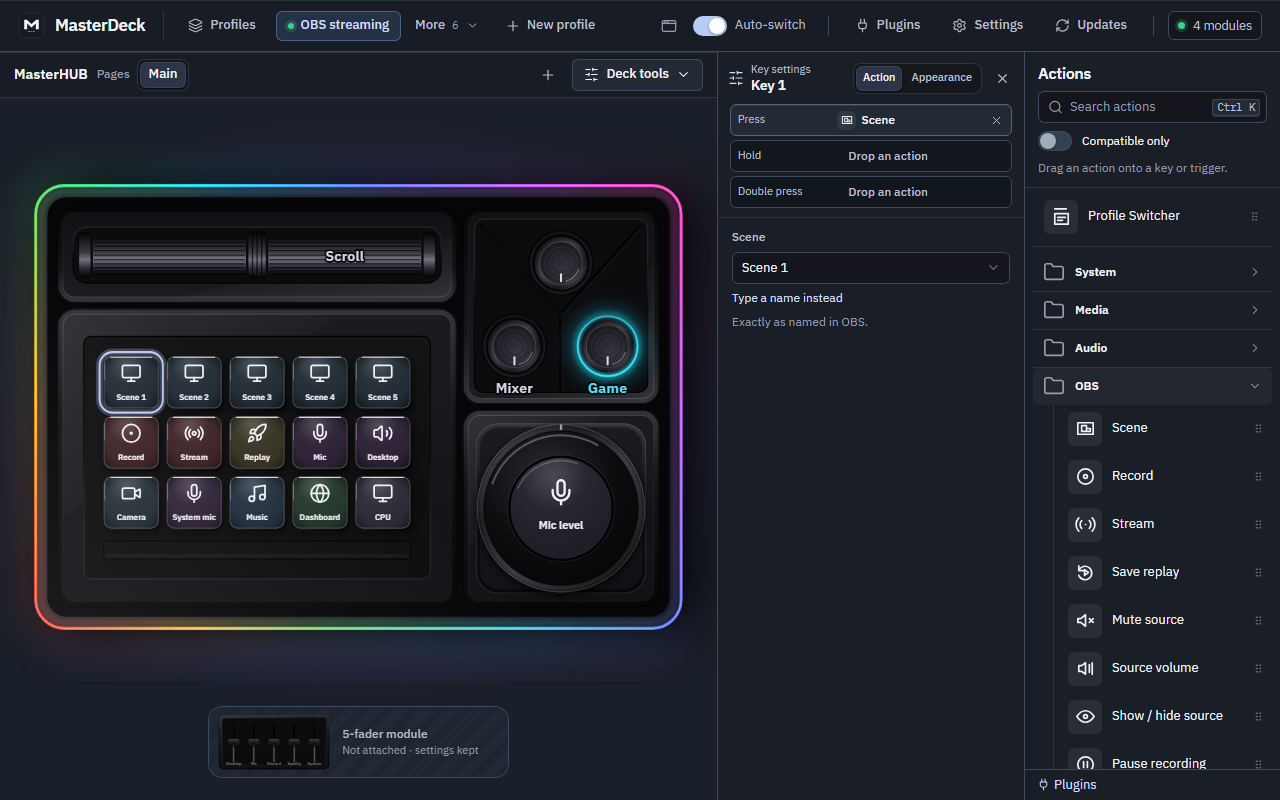 MasterDeck
Profiles
OBS streaming
More 6
New profile
Auto-switch
Plugins
Settings
Updates
4 modules
MasterHUB Pages Main
Deck tools
Scroll
Mixer
Game
Scene 1
Scene 2
Scene 3
Scene 4
Scene 5
Record
Stream
Replay
Mic
Desktop
Camera
System mic
Music
Dashboard
CPU
Mic level
Desktop
Mic
Discord
Spotify
System
5-fader module
Not attached · settings kept
Key settings
Key 1
Action
Appearance
Press
Scene
Hold
Drop an action
Double press
Drop an action
Scene
Scene 1
Type a name instead
Exactly as named in OBS.
Actions
Search actions
Ctrl K
Compatible only
Drag an action onto a key or trigger.
Profile Switcher
System
Media
Audio
OBS
Scene
Record
Stream
Save replay
Mute source
Source volume
Show / hide source
Pause recording
Plugins